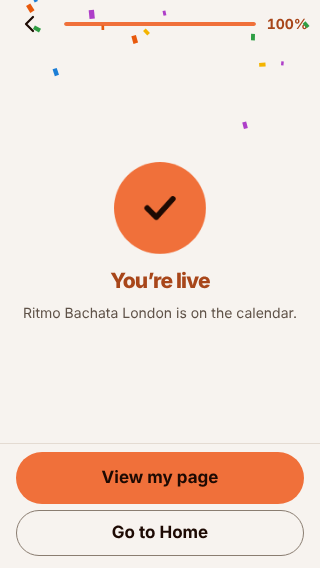 100%
You’re live
Ritmo Bachata London is on the calendar.
View my page
Go to Home